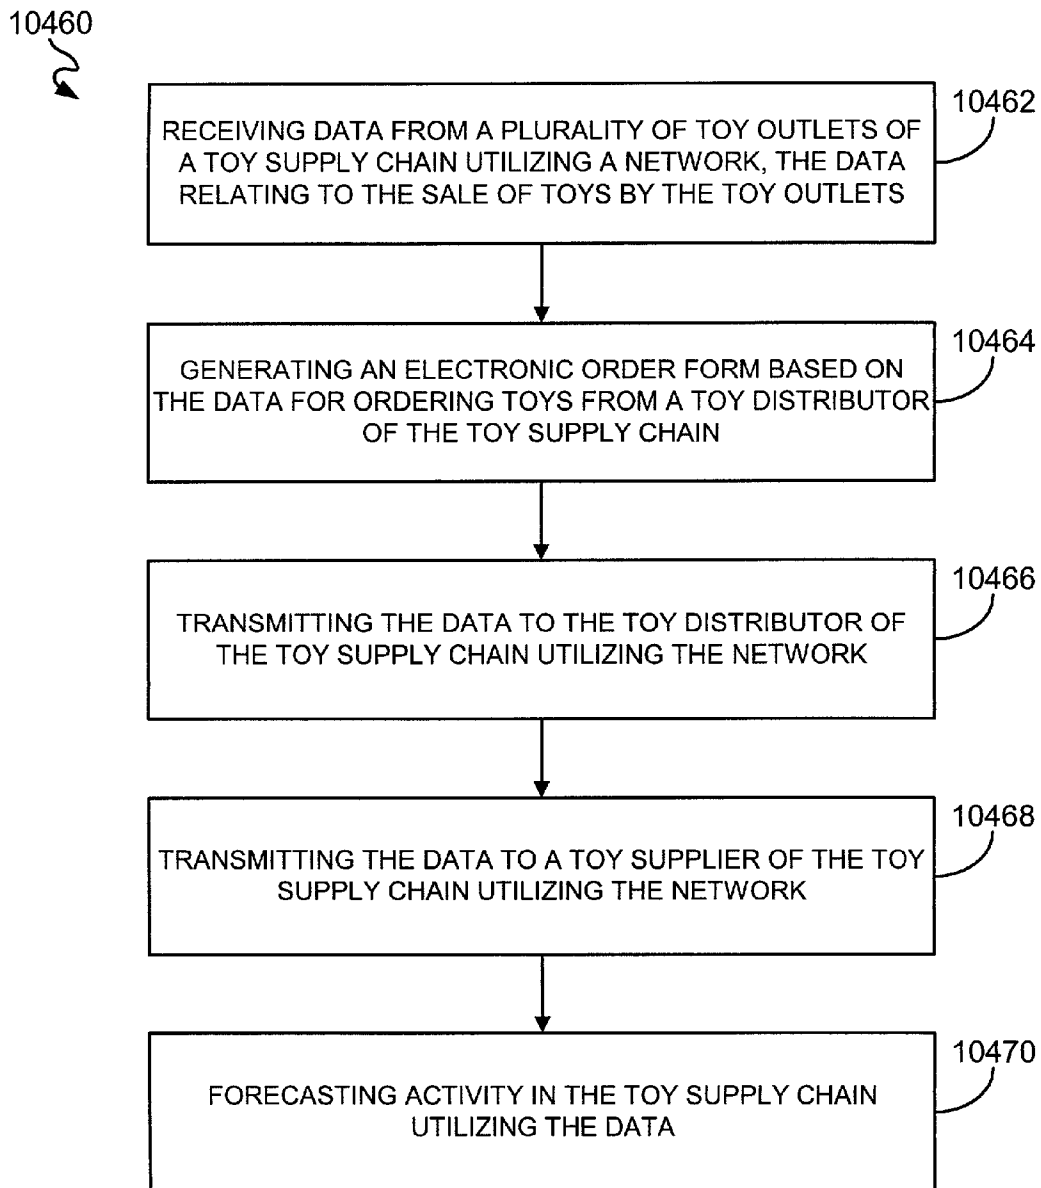 10460
10462
RECEIVING DATA FROM A PLURALITY OF TOY OUTLETS OF
A TOY SUPPLY CHAIN UTILIZING A NETWORK, THE DATA
RELATING TO THE SALE OF TOYS BY THE TOY OUTLETS
10464
GENERATING AN ELECTRONIC ORDER FORM BASED ON
THE DATA FOR ORDERING TOYS FROM A TOY DISTRIBUTOR
OF THE TOY SUPPLY CHAIN
10466
TRANSMITTING THE DATA TO THE TOY DISTRIBUTOR OF
THE TOY SUPPLY CHAIN UTILIZING THE NETWORK
10468
TRANSMITTING THE DATA TO A TOY SUPPLIER OF THE TOY
SUPPLY CHAIN UTILIZING THE NETWORK
10470
FORECASTING ACTIVITY IN THE TOY SUPPLY CHAIN
UTILIZING THE DATA